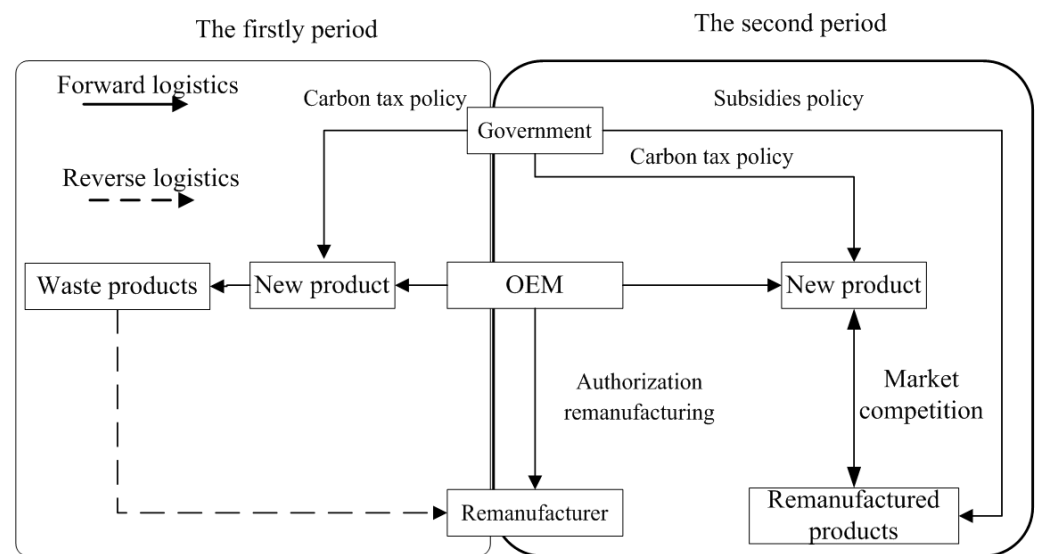 The firstly period
The second period
Forward logistics
Carbon tax policy
Subsidies policy
Government
Carbon tax policy
Reverse logistics
Waste products
New product
OEM
New product
Authorization
remanufacturing
Market
competition
Remanufacturer
Remanufactured
products